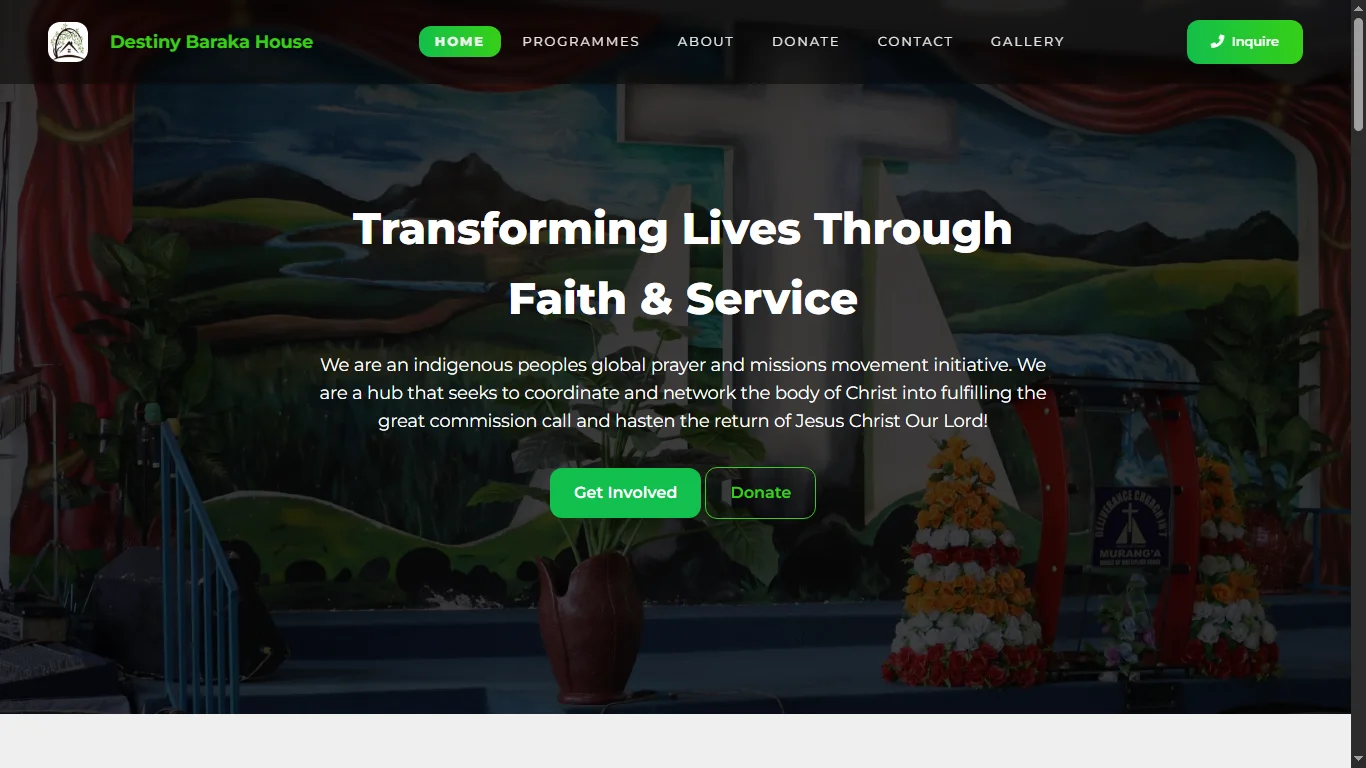 Destiny Baraka House
HOME
PROGRAMMES
ABOUT
DONATE
CONTACT
GALLERY
Inquire
Transforming Lives Through
Faith & Service
We are an indigenous peoples global prayer and missions movement initiative. We
are a hub that seeks to coordinate and network the body of Christ into fulfilling the
great commission call and hasten the return of Jesus Christ Our Lord!
Get Involved
Donate
DELIVERANCE CHURCH INT'
MURANG'A